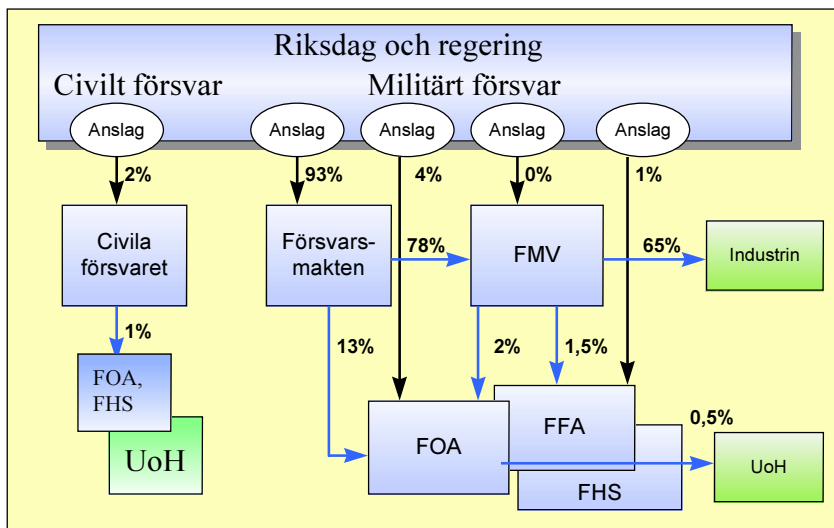 Riksdag och regering
Civilt försvar
Militärt försvar
Anslag
Anslag
Anslag
Anslag
Anslag
2%
93%
4%
0%
1%
Civila
försvaret
Försvars-
makten
78%
FMV
65%
Industrin
1%
13%
2%
1,5%
FOA,
FHS
UoH
FOA
FFA
0,5%
FHS
UoH